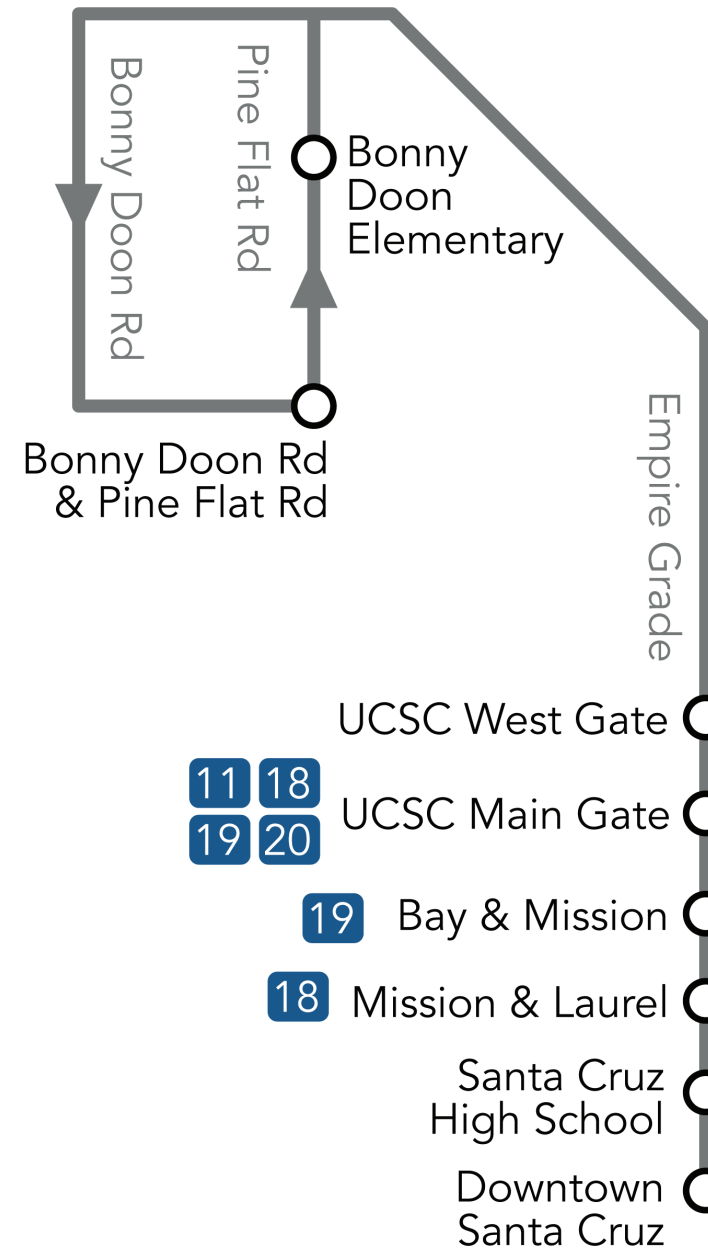 Bonny Doon Rd
Pine Flat Rd
Bonny
Doon
Elementary
Bonny Doon Rd
& Pine Flat Rd
Empire Grade
UCSC West Gate
11 18
19 20
UCSC Main Gate
19 Bay & Mission
18 Mission & Laurel
Santa Cruz
High School
Downtown
Santa Cruz